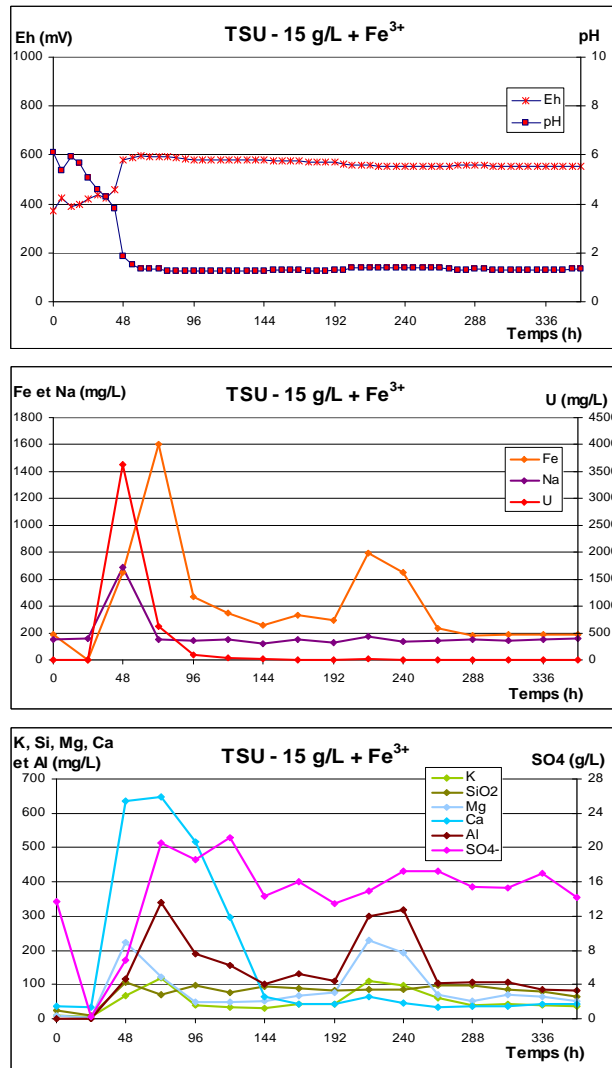 Eh (mV) TSU - 15 g/L + Fe³⁺ pH
1000 10
Eh
pH
800 8
600 6
400 4
200 2
0 0
0 48 96 144 192 240 288 336
Temps (h)
Fe et Na (mg/L) TSU - 15 g/L + Fe³⁺ U (mg/L)
1800 4500
1600 4000
1400 3500
1200 3000
1000 2500
800 2000
600 1500
400 1000
200 500
0 0
Fe
Na
U
0 48 96 144 192 240 288 336
Temps (h)
K, Si, Mg, Ca
et Al (mg/L) TSU - 15 g/L + Fe³⁺ SO4 (g/L)
700 28
600 24
500 20
400 16
300 12
200 8
100 4
0 0
K
SiO2
Mg
Ca
Al
SO4-
0 48 96 144 192 240 288 336
Temps (h)